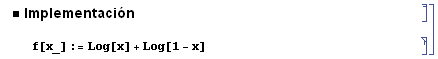 ■ Implementación
f[x_] := Log[x] + Log[1 - x]